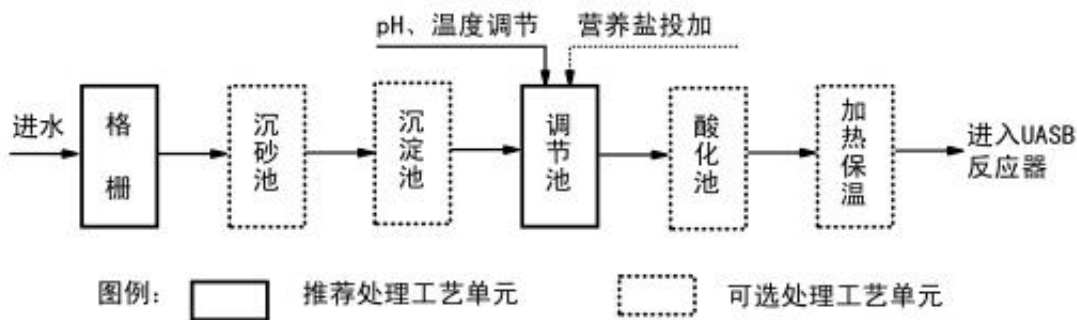 pH、温度调节
营养盐投加
进水
格栅
沉砂池
沉淀池
调节池
酸化池
加热保温
进入UASB
反应器
图例：
推荐处理工艺单元
可选处理工艺单元